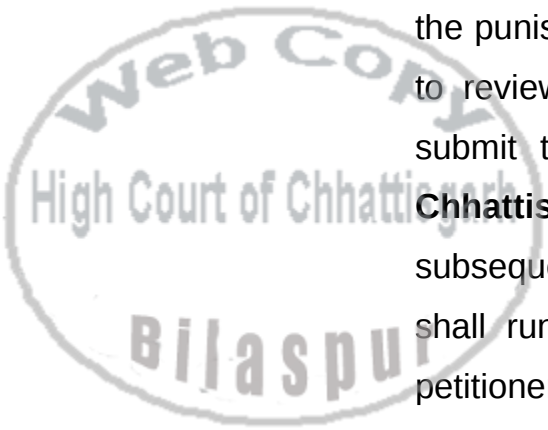 Web Copy
High Court of Chhattisgarh
Bilaspur
the punis
to review
submit t
Chhattis
subseque
shall run
petitione